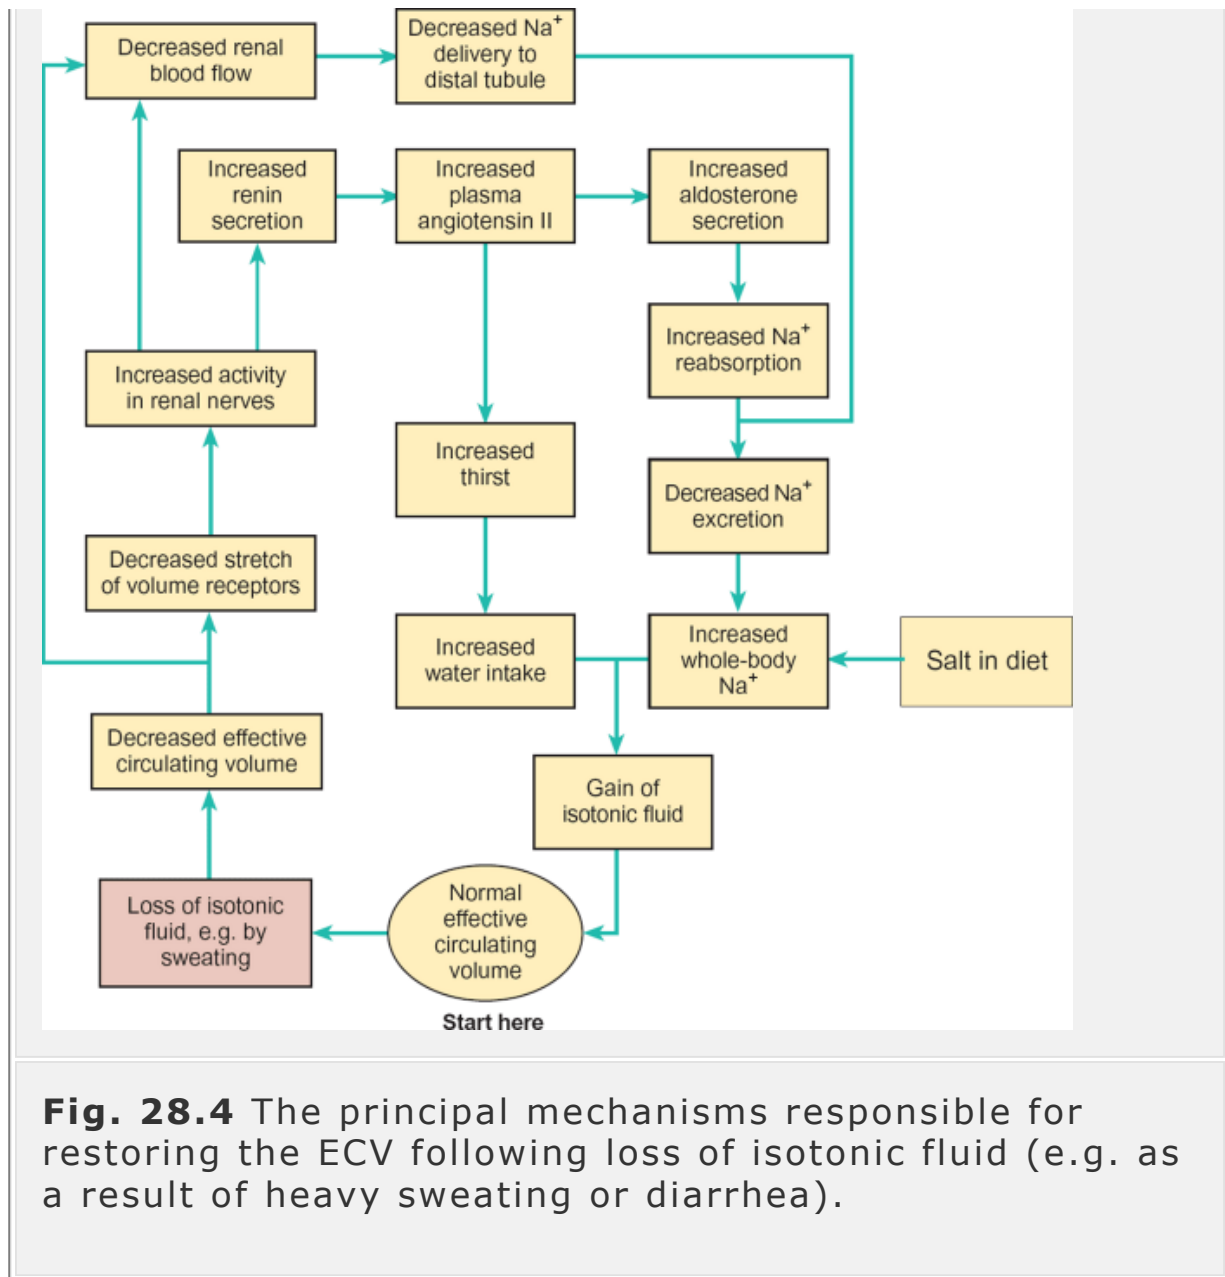 Decreased renal
blood flow
Decreased Na+
delivery to
distal tubule
Increased
renin
secretion
Increased
plasma
angiotensin II
Increased
aldosterone
secretion
Increased Na+
reabsorption
Increased activity
in renal nerves
Increased
thirst
Decreased Na+
excretion
Decreased stretch
of volume receptors
Increased
water intake
Increased
whole-body
Na+
Salt in diet
Decreased effective
circulating volume
Gain of
isotonic fluid
Loss of isotonic
fluid, e.g. by
sweating
Normal
effective
circulating
volume
Start here
Fig. 28.4 The principal mechanisms responsible for
restoring the ECV following loss of isotonic fluid (e.g. as
a result of heavy sweating or diarrhea).